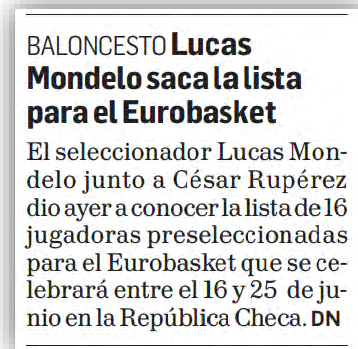 BALONCESTO Lucas
Mondelo saca la lista
para el Eurobasket
El seleccionador Lucas Mon-
delo junto a César Rupérez
dio ayer a conocer la lista de 16
jugadoras preseleccionadas
para el Eurobasket que se ce-
lebrará entre el 16 y 25 de ju-
nio en la República Checa. DN